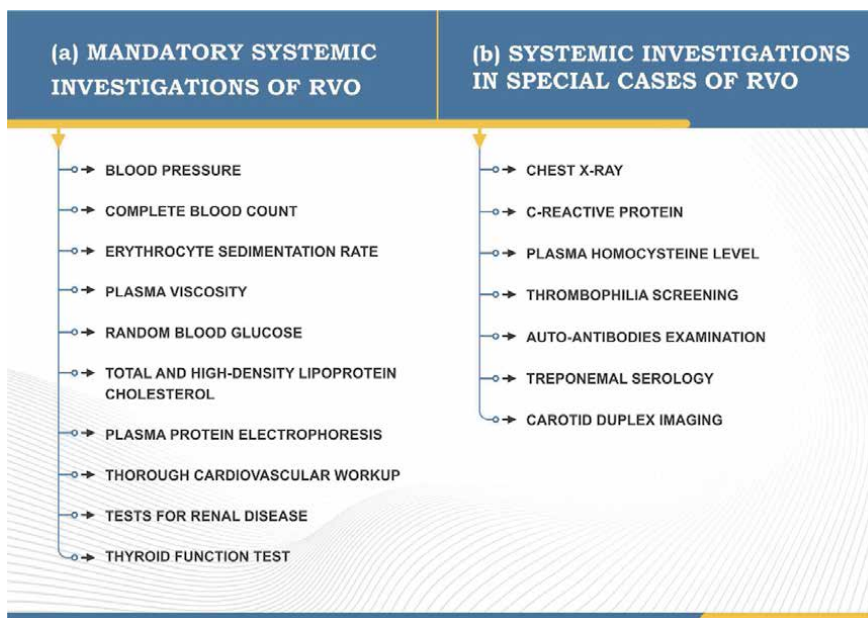 (a) MANDATORY SYSTEMIC
INVESTIGATIONS OF RVO
BLOOD PRESSURE
COMPLETE BLOOD COUNT
ERYTHROCYTE SEDIMENTATION RATE
PLASMA VISCOSITY
RANDOM BLOOD GLUCOSE
TOTAL AND HIGH-DENSITY LIPOPROTEIN
CHOLESTEROL
PLASMA PROTEIN ELECTROPHORESIS
THOROUGH CARDIOVASCULAR WORKUP
TESTS FOR RENAL DISEASE
THYROID FUNCTION TEST
(b) SYSTEMIC INVESTIGATIONS
IN SPECIAL CASES OF RVO
CHEST X-RAY
C-REACTIVE PROTEIN
PLASMA HOMOCYSTEINE LEVEL
THROMBOPHILIA SCREENING
AUTO-ANTIBODIES EXAMINATION
TREPONEMAL SEROLOGY
CAROTID DUPLEX IMAGING